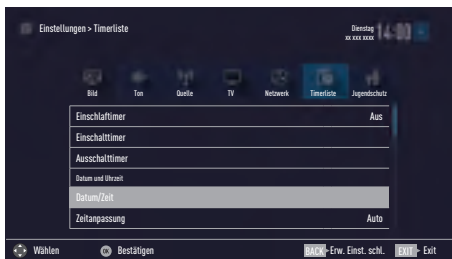 Einstellungen > Timerliste
Dienstag
xx xxx xxxx
14:00
Bild Ton Quelle TV Netzwerk Timerliste Jugendschutz
Einschlaftimer Aus
Einschalttimer
Ausschalttimer
Datum und Uhrzeit
Datum/Zeit
Zeitanpassung Auto
Wählen OK Bestätigen BACK Erw. Einst. schl. EXIT Exit